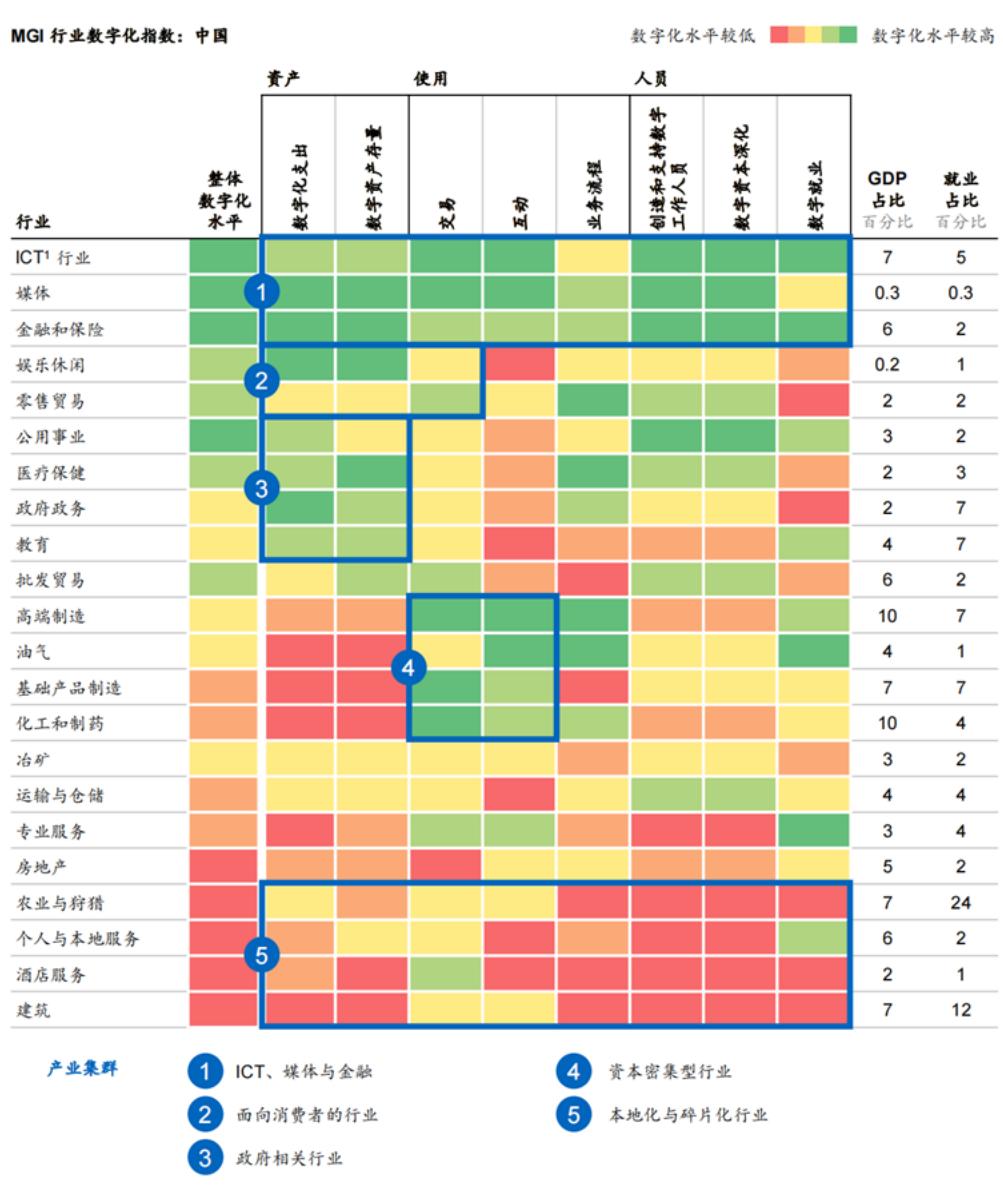 MGI 行业数字化指数：中国
数字化水平较低 数字化水平较高
资产 使用 人员
行业 整体数字化水平 数字化支出 数字资产存量 交易 互动 业务流程 创造和支持数字工作人员 数字资本深化 数字就业 GDP占比 百分比 就业占比 百分比
ICT¹ 行业 7 5
媒体 0.3 0.3
金融和保险 6 2
娱乐休闲 0.2 1
零售贸易 2 2
公用事业 3 2
医疗保健 2 3
政府政务 2 7
教育 4 7
批发贸易 6 2
高端制造 10 7
油气 4 1
基础产品制造 7 7
化工和制药 10 4
冶矿 3 2
运输与仓储 4 4
专业服务 3 4
房地产 5 2
农业与狩猎 7 24
个人与本地服务 6 2
酒店服务 2 1
建筑 7 12
1
2
3
4
5
产业集群
1 ICT、媒体与金融
2 面向消费者的行业
3 政府相关行业
4 资本密集型行业
5 本地化与碎片化行业